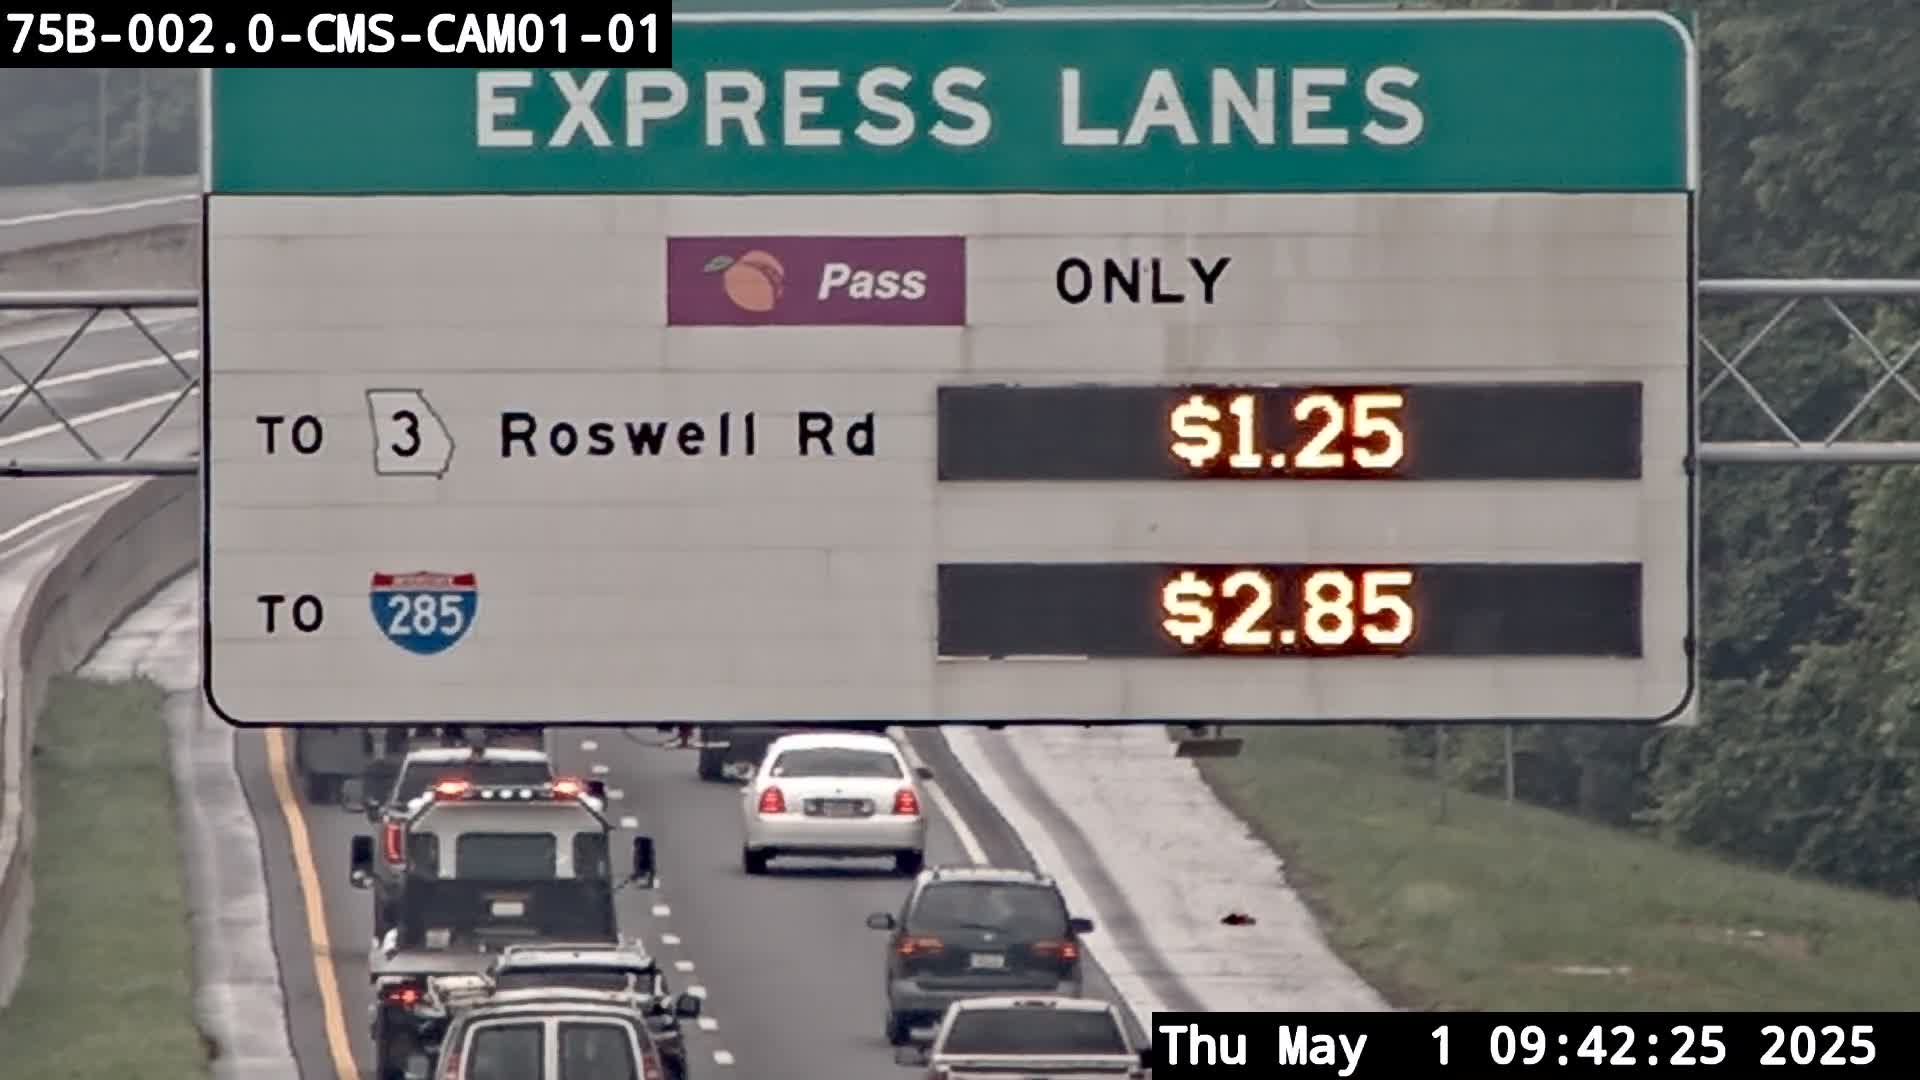 75B-002.0-CMS-CAM01-01
EXPRESS LANES
Pass ONLY
TO 3 Roswell Rd $1.25
TO 285 $2.85
Thu May 1 09:42:25 2025